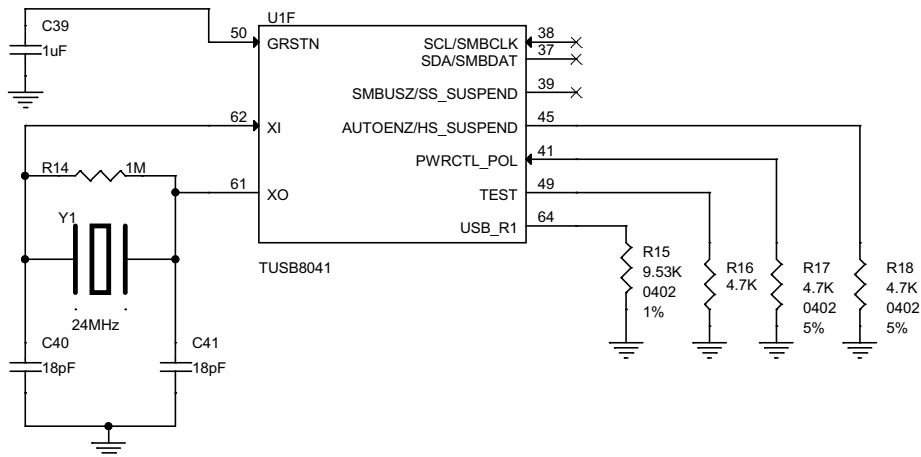 U1F
C39
1uF
50
GRSTN
SCL/SMBCLK
38
SDA/SMBDAT
37
SMBUSZ/SS_SUSPEND
39
62
XI
AUTOENZ/HS_SUSPEND
45
R14
1M
PWRCTL_POL
41
61
XO
TEST
49
USB_R1
64
Y1
24MHz
TUSB8041
R15
9.53K
0402
1%
R16
4.7K
R17
4.7K
0402
5%
R18
4.7K
0402
5%
C40
18pF
C41
18pF